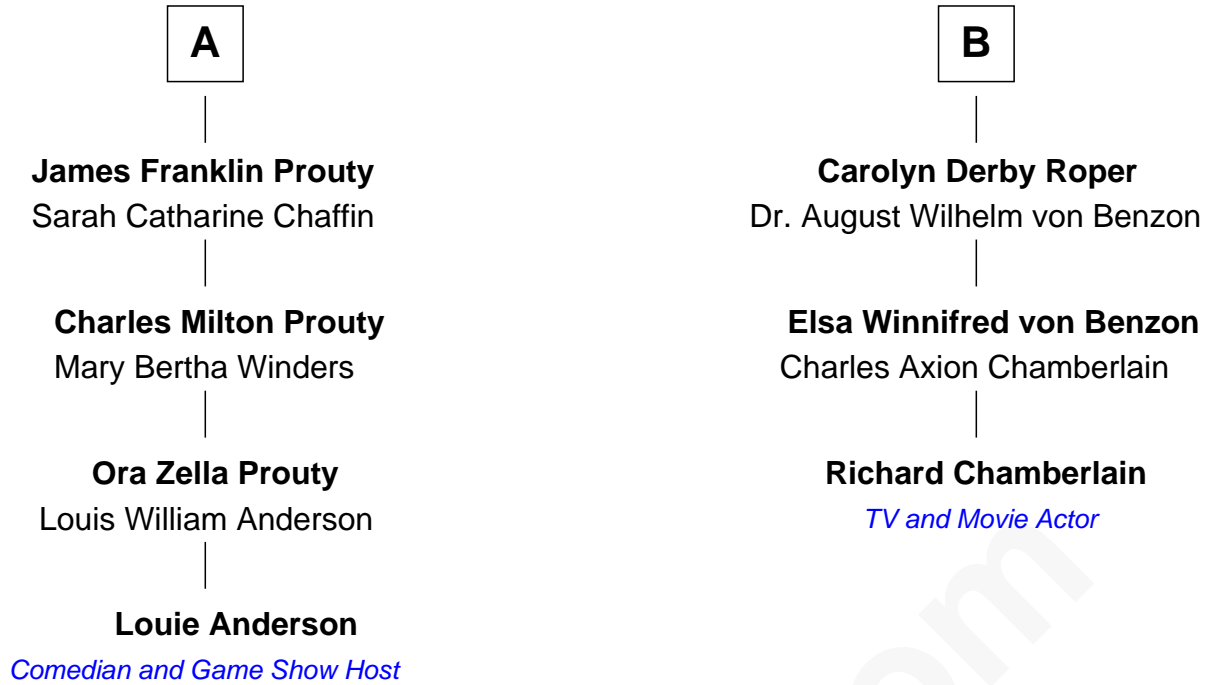 A
James Franklin Prouty
Sarah Catharine Chaffin
Charles Milton Prouty
Mary Bertha Winders
Ora Zella Prouty
Louis William Anderson
Louie Anderson
Comedian and Game Show Host
B
Carolyn Derby Roper
Dr. August Wilhelm von Benzon
Elsa Winnifred von Benzon
Charles Axion Chamberlain
Richard Chamberlain
TV and Movie Actor
om